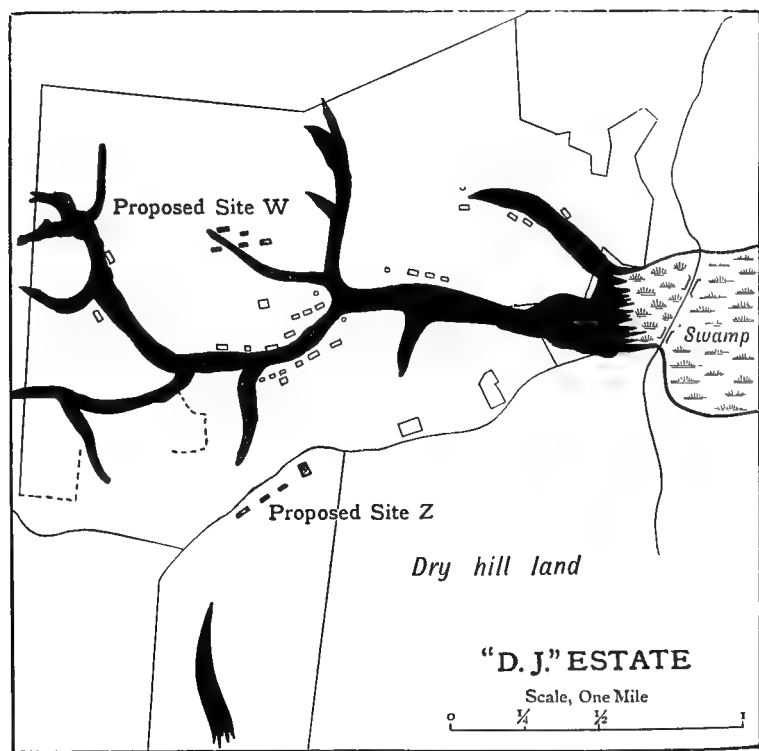 Proposed Site W
Swamp
Proposed Site Z
Dry hill land
"D. J." ESTATE
Scale, One Mile
0 ¼ ½ 1